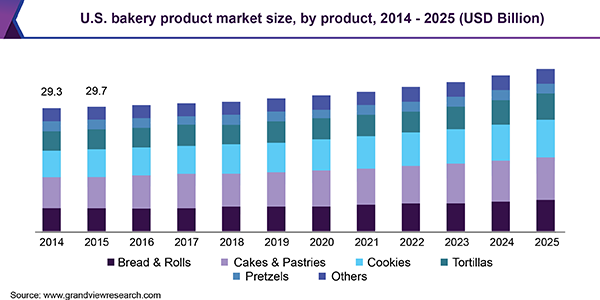 U.S. bakery product market size, by product, 2014 - 2025 (USD Billion)
29.3 29.7
2014 2015 2016 2017 2018 2019 2020 2021 2022 2023 2024 2025
Bread & Rolls Cakes & Pastries Cookies Tortillas
Pretzels Others
Source: www.grandviewresearch.com